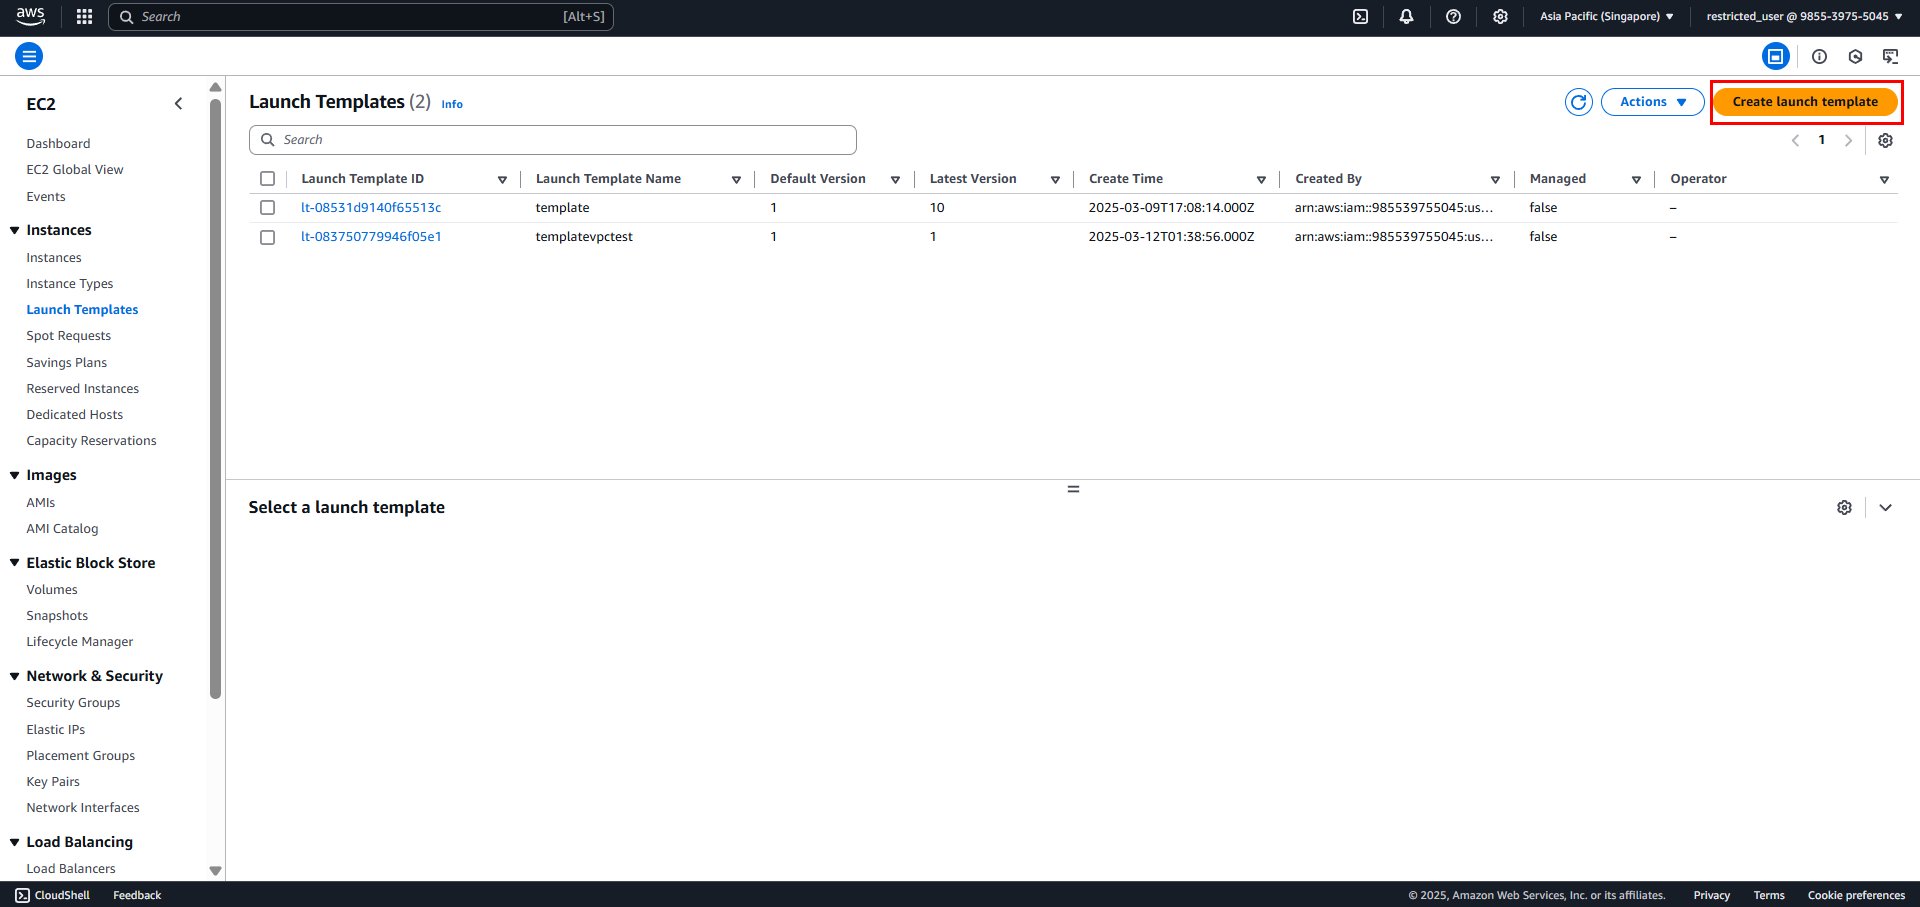 aws
Search [Alt+S]
Asia Pacific (Singapore)
restricted_user @ 9855-3975-5045
EC2
Dashboard
EC2 Global View
Events
Instances
Instances
Instance Types
Launch Templates
Spot Requests
Savings Plans
Reserved Instances
Dedicated Hosts
Capacity Reservations
Images
AMIs
AMI Catalog
Elastic Block Store
Volumes
Snapshots
Lifecycle Manager
Network & Security
Security Groups
Elastic IPs
Placement Groups
Key Pairs
Network Interfaces
Load Balancing
Load Balancers
Launch Templates (2) Info
Actions
Create launch template
Search
1
Launch Template ID Launch Template Name Default Version Latest Version Create Time Created By Managed Operator
lt-08531d9140f65513c template 1 10 2025-03-09T17:08:14.000Z arn:aws:iam::985539755045:us... false –
lt-083750779946f05e1 templatevpctest 1 1 2025-03-12T01:38:56.000Z arn:aws:iam::985539755045:us... false –
Select a launch template
CloudShell Feedback
© 2025, Amazon Web Services, Inc. or its affiliates. Privacy Terms Cookie preferences